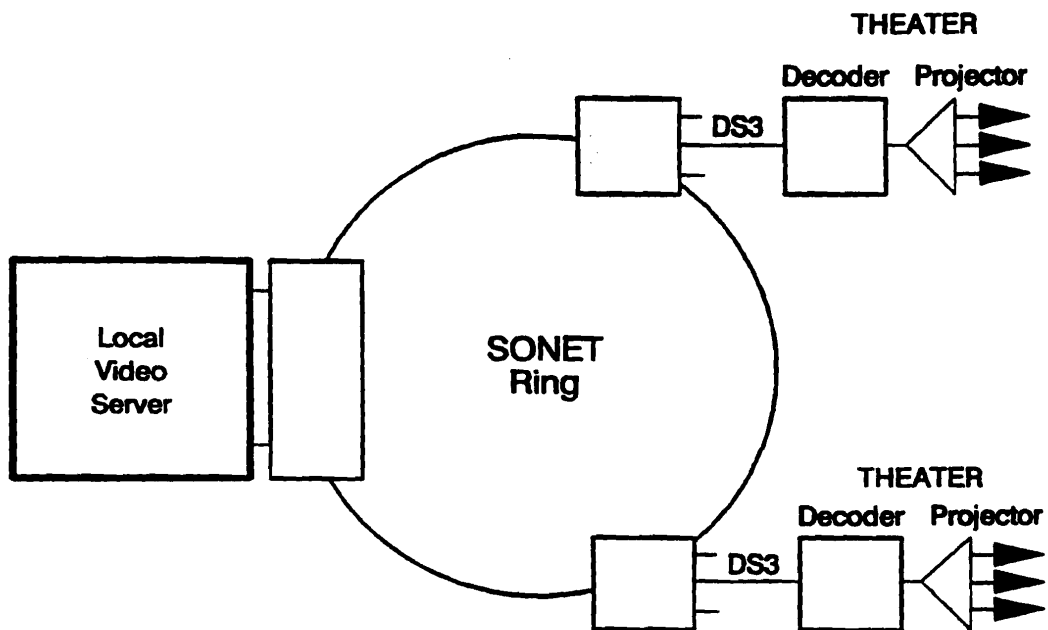 THEATER
Decoder Projector
DS3
Local
Video
Server
SONET
Ring
THEATER
Decoder Projector
DS3